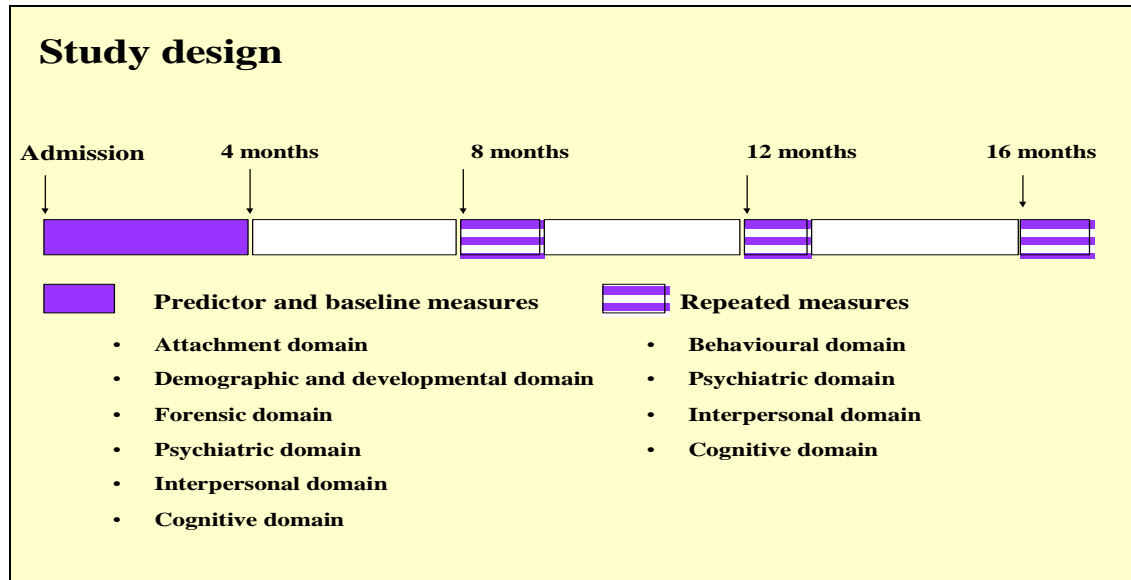 Study design
Admission 4 months 8 months 12 months 16 months
Predictor and baseline measures
• Attachment domain
• Demographic and developmental domain
• Forensic domain
• Psychiatric domain
• Interpersonal domain
• Cognitive domain
Repeated measures
• Behavioural domain
• Psychiatric domain
• Interpersonal domain
• Cognitive domain